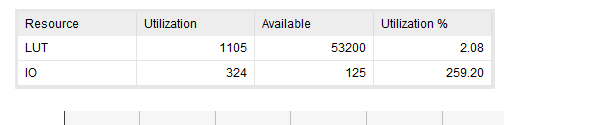 Resource Utilization Available Utilization %
LUT 1105 53200 2.08
IO 324 125 259.20